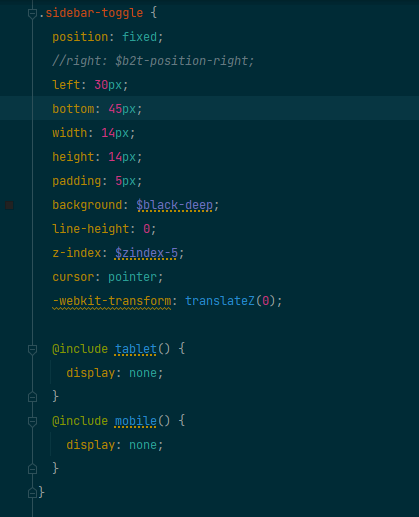 .sidebar-toggle {
position: fixed;
//right: $b2t-position-right;
left: 30px;
bottom: 45px;
width: 14px;
height: 14px;
padding: 5px;
background: $black-deep;
line-height: 0;
z-index: $zindex-5;
cursor: pointer;
-webkit-transform: translateZ(0);
@include tablet() {
display: none;
}
@include mobile() {
display: none;
}
}